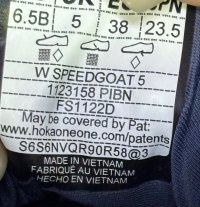 6.5B 5 38 23.5
W SPEEDGOAT 5
1123158 PIBN
FS1122D
May be covered by Pat:
www.hokaoneone.com/patents
S6S6NVQR90R58@3
MADE IN VIETNAM
FABRIQUÉ AU VIETNAM
HECHO EN VIETNAM